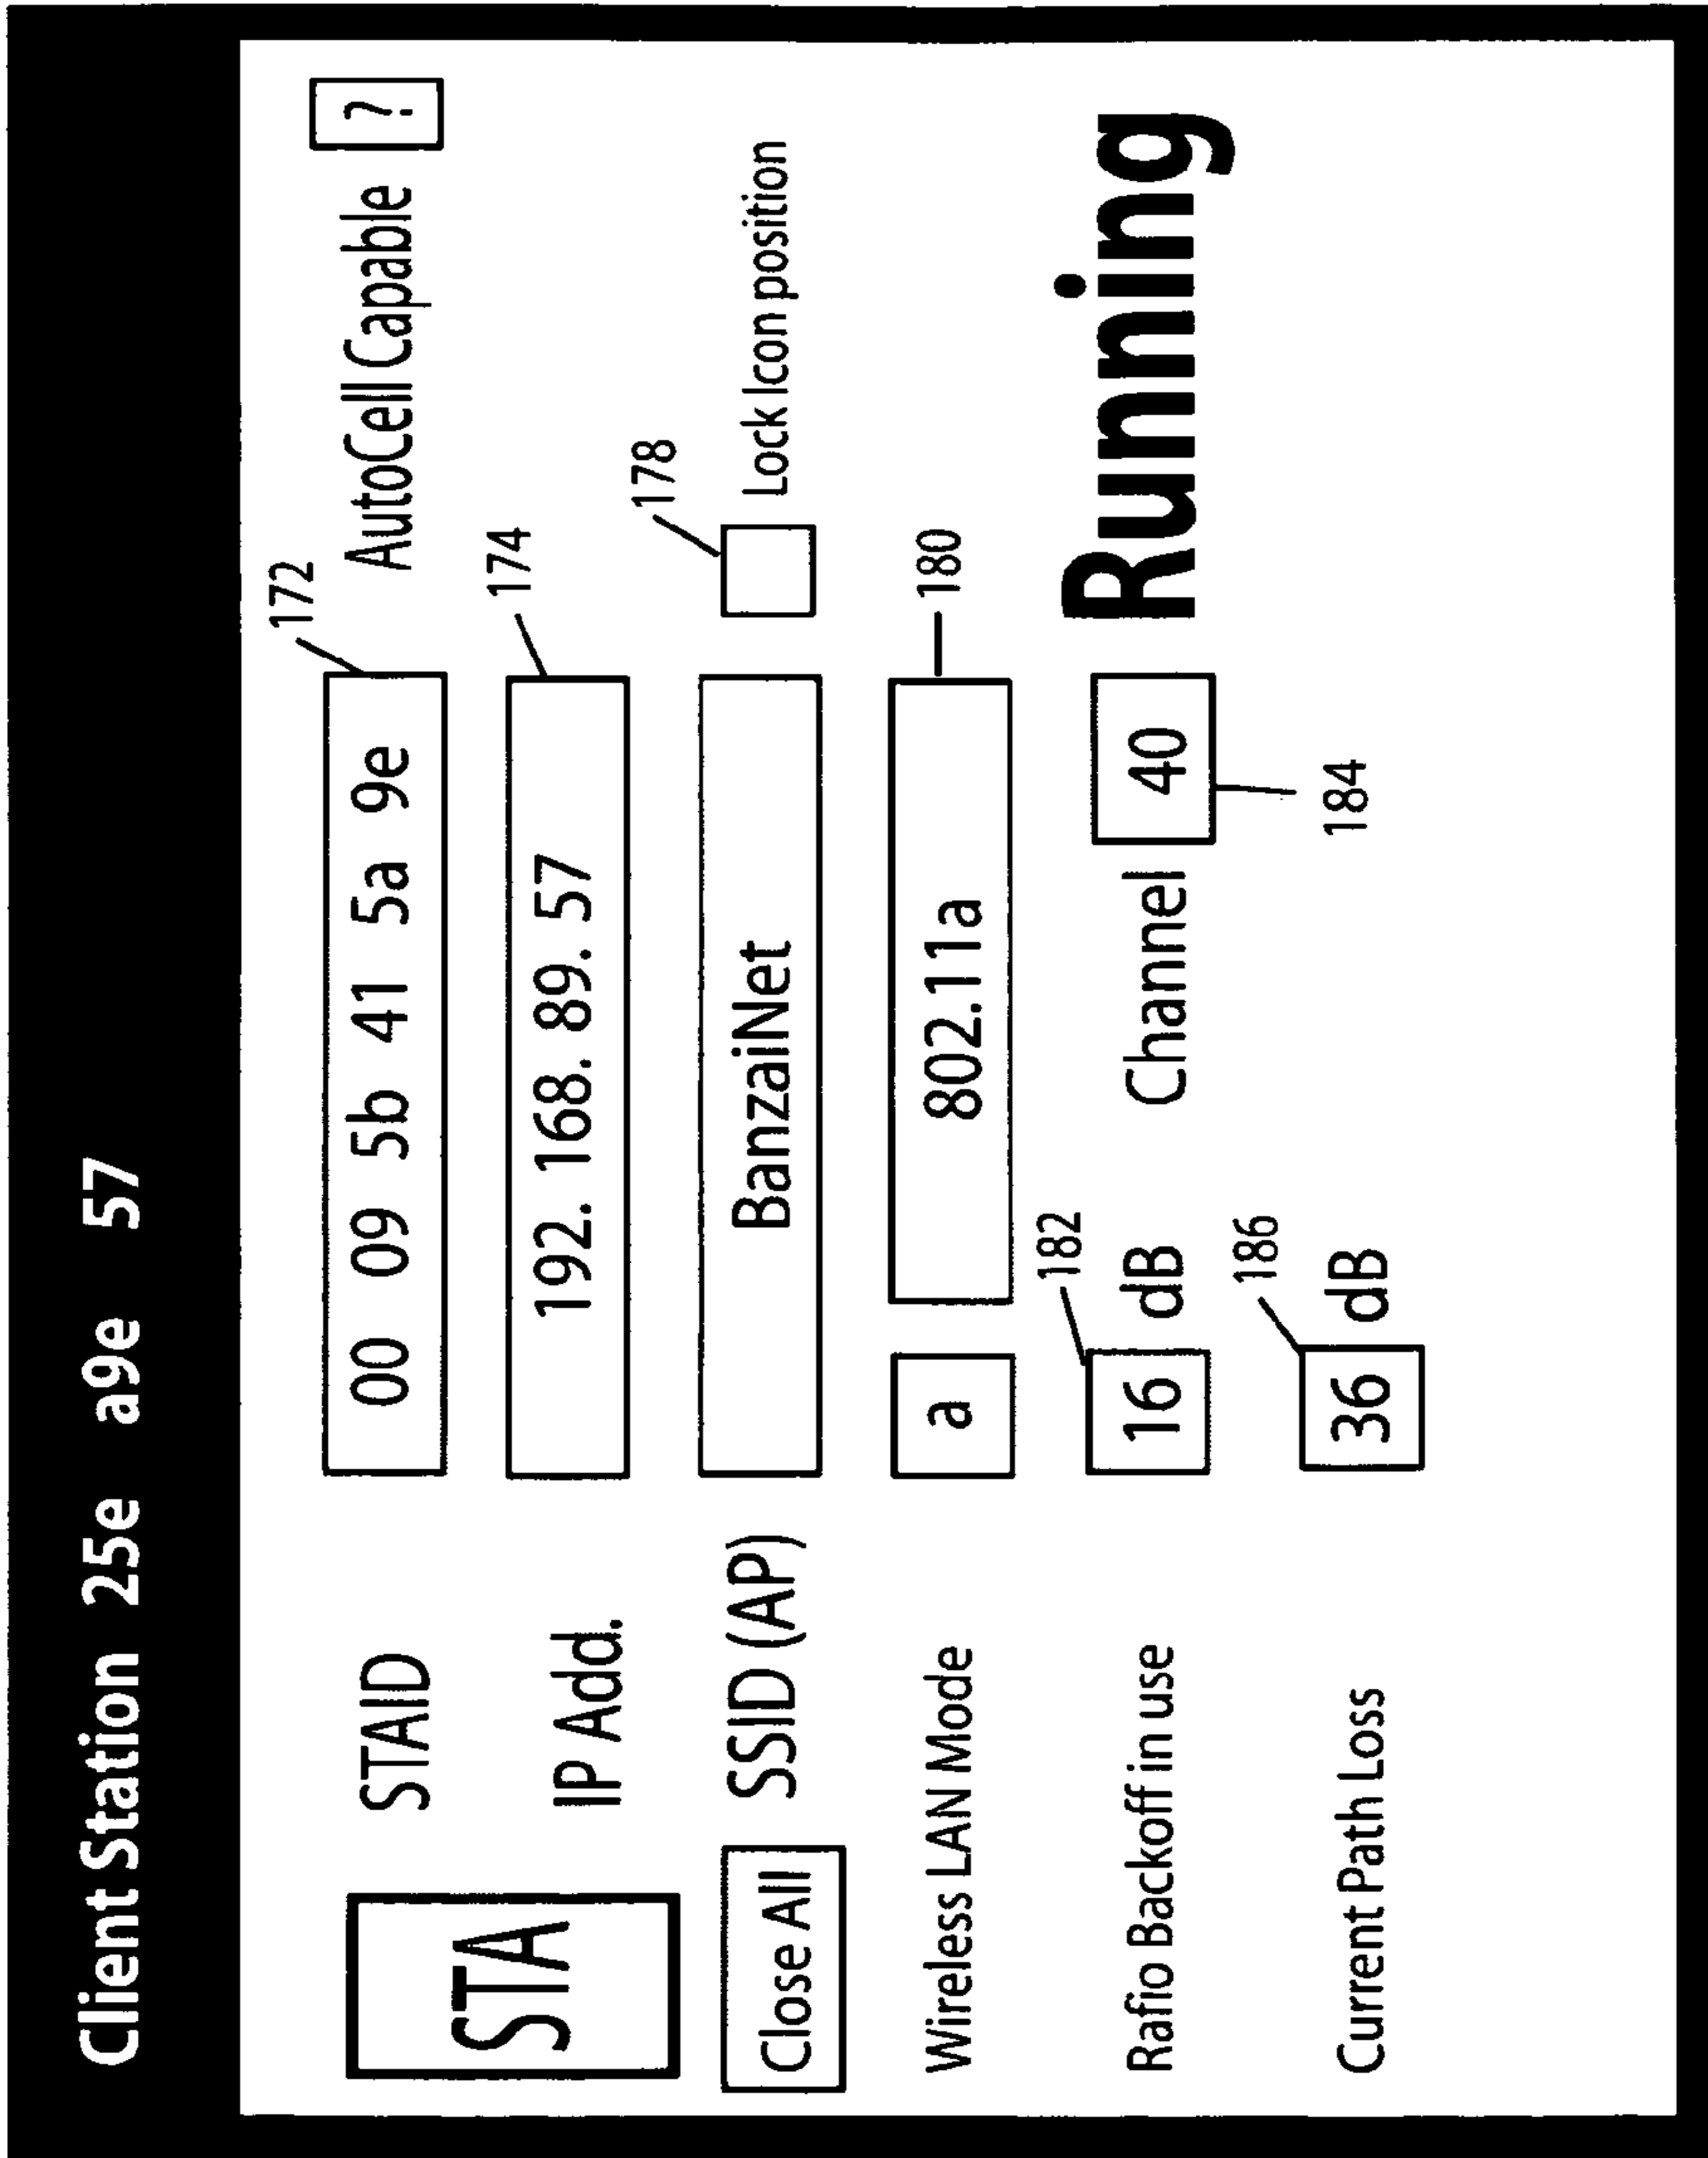 Client Station 25e a9e 57
172
STA STAID 00 09 5b 41 5a 9e AutoCell Capable ?
174
IP Add. 192. 168. 89. 57
178
Close All SSID (AP) BanzaiNet Lock Icon position
180
Wireless LAN Mode a 802.11a
182
Rafio Backoff in use 16 dB Channel 40 Running
186 184
Current Path Loss 36 dB